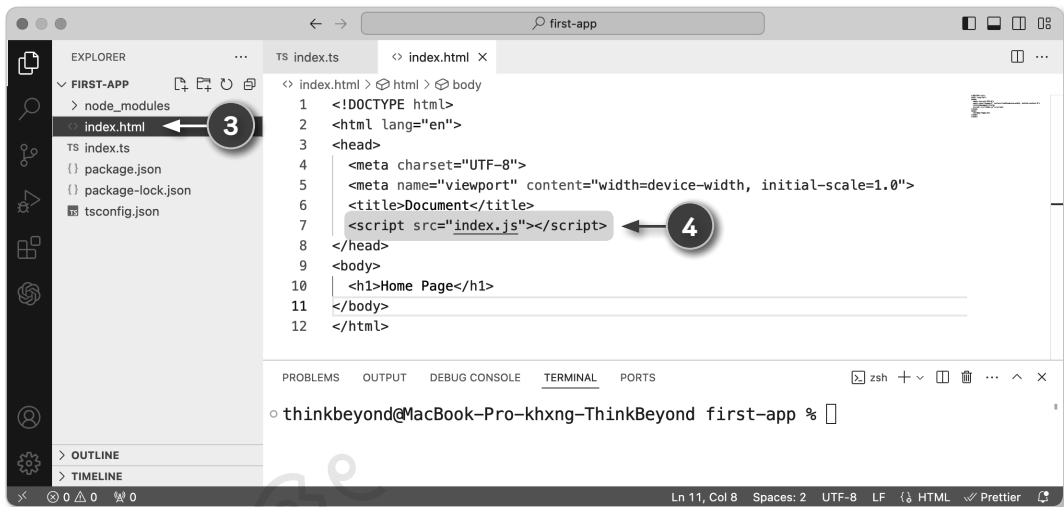 first-app
EXPLORER
TS index.ts
<> index.html ×
FIRST-APP
<> index.html > html > body
node_modules
index.html
3
TS index.ts
{} package.json
{} package-lock.json
TS tsconfig.json
1 <!DOCTYPE html>
2 <html lang="en">
3 <head>
4 <meta charset="UTF-8">
5 <meta name="viewport" content="width=device-width, initial-scale=1.0">
6 <title>Document</title>
7 <script src="index.js"></script>
4
8 </head>
9 <body>
10 <h1>Home Page</h1>
11 </body>
12 </html>
PROBLEMS OUTPUT DEBUG CONSOLE TERMINAL PORTS
zsh
thinkbeyond@MacBook-Pro-khxng-ThinkBeyond first-app %
> OUTLINE
> TIMELINE
0 0 0
Ln 11, Col 8 Spaces: 2 UTF-8 LF {} HTML Prettier